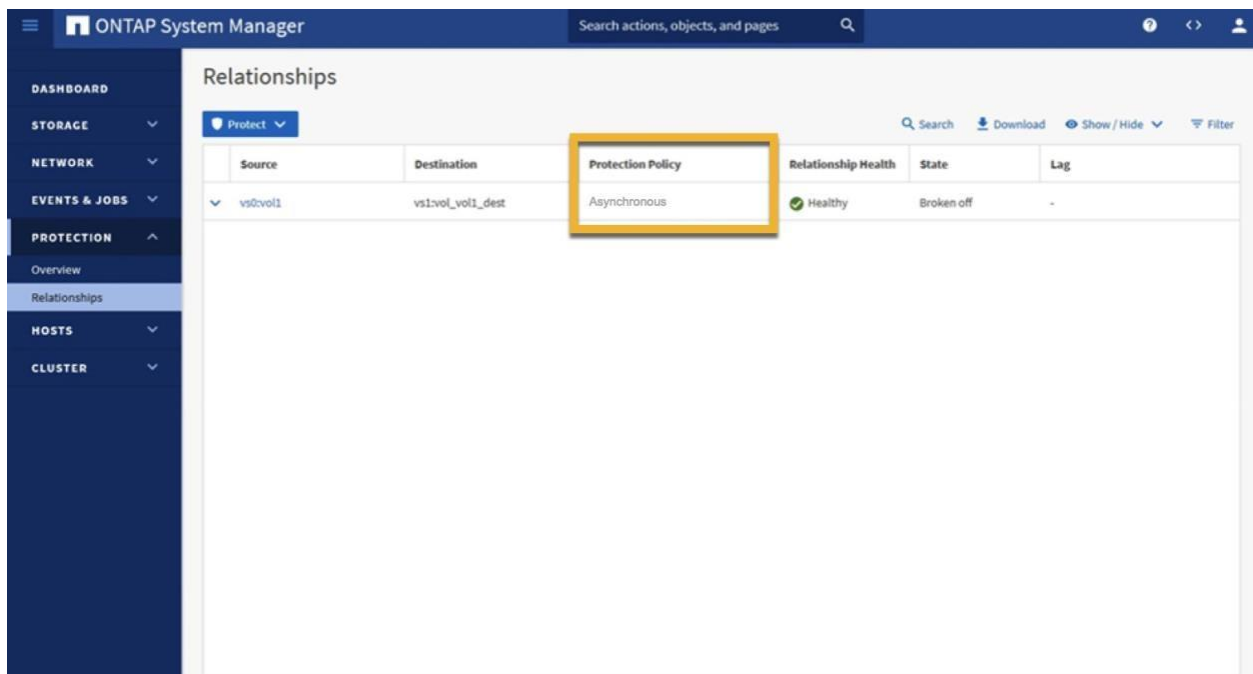 ONTAP System Manager
Search actions, objects, and pages
? <>
DASHBOARD
STORAGE
NETWORK
EVENTS & JOBS
PROTECTION
Overview
Relationships
HOSTS
CLUSTER
Relationships
Protect
Search Download Show / Hide Filter
Source Destination Protection Policy Relationship Health State Lag
vs0:vol1 vs1:vol_vol1_dest Asynchronous Healthy Broken off -